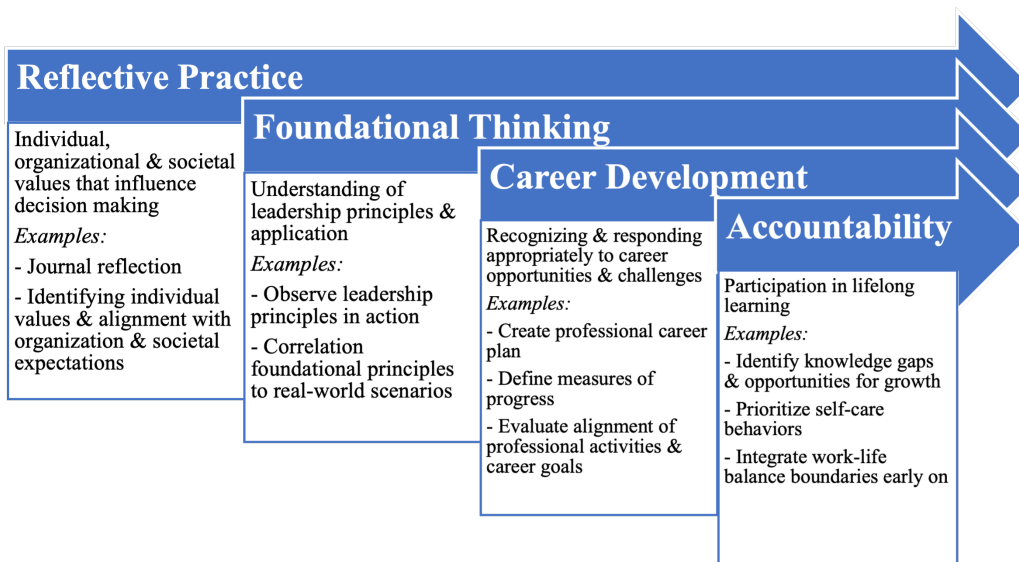 Reflective Practice
Individual,
organizational & societal
values that influence
decision making
Examples:
- Journal reflection
- Identifying individual
values & alignment with
organization & societal
expectations
Foundational Thinking
Understanding of
leadership principles &
application
Examples:
- Observe leadership
principles in action
- Correlation
foundational principles
to real-world scenarios
Career Development
Recognizing & responding
appropriately to career
opportunities & challenges
Examples:
- Create professional career
plan
- Define measures of
progress
- Evaluate alignment of
professional activities &
career goals
Accountability
Participation in lifelong
learning
Examples:
- Identify knowledge gaps
& opportunities for growth
- Prioritize self-care
behaviors
- Integrate work-life
balance boundaries early on